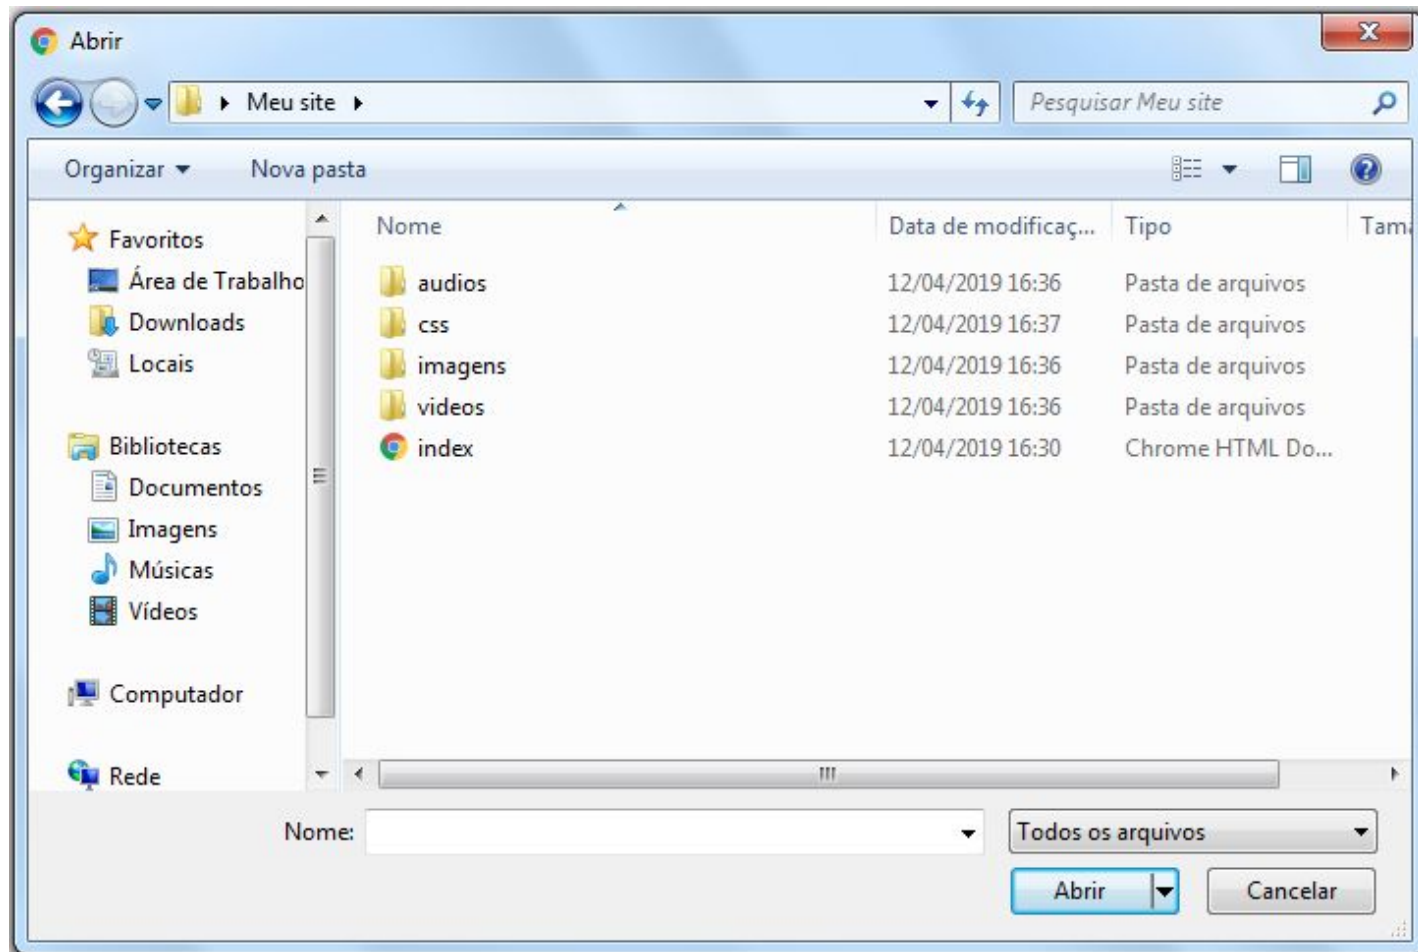 Abrir
Meu site
Pesquisar Meu site
Organizar
Nova pasta
Favoritos
Área de Trabalho
Downloads
Locais
Bibliotecas
Documentos
Imagens
Músicas
Vídeos
Computador
Rede
Nome Data de modificaç... Tipo Tama
audios 12/04/2019 16:36 Pasta de arquivos
css 12/04/2019 16:37 Pasta de arquivos
imagens 12/04/2019 16:36 Pasta de arquivos
videos 12/04/2019 16:36 Pasta de arquivos
index 12/04/2019 16:30 Chrome HTML Do...
Nome:
Todos os arquivos
Abrir
Cancelar